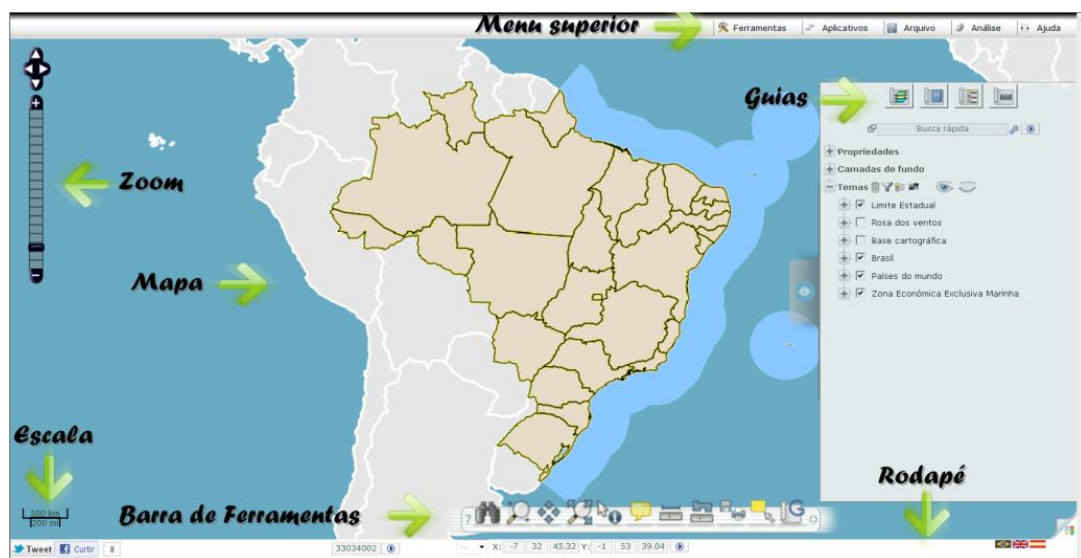 Menu superior
Ferramentas Aplicativos Arquivo Análise Ajuda
Guias
Busca rápida
Propriedades
Camadas de fundo
Zoom
Temas
Limite Estadual
Rosa dos ventos
Base cartográfica
Mapa
Brasil
Países do mundo
Zona Econômica Exclusiva Marinha
Escala
Rodapé
500 km
200 mi
Barra de Ferramentas
? G
Tweet Curtir 8
33034002 --- X: -7 32 45.32 Y: -1 53 39.04